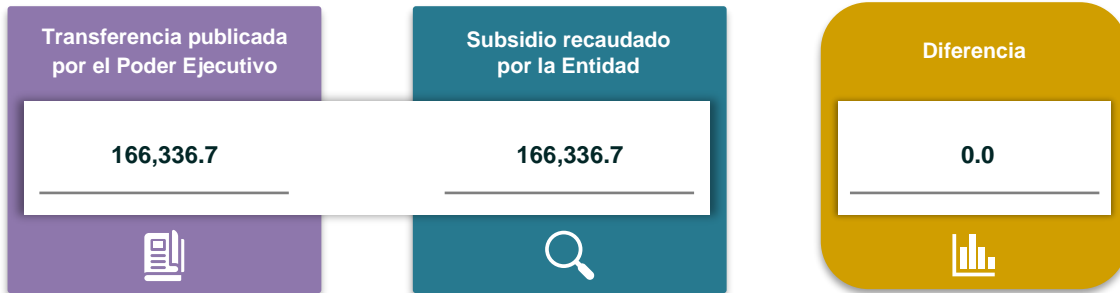 Transferencia publicada
por el Poder Ejecutivo
166,336.7
Subsidio recaudado
por la Entidad
166,336.7
Diferencia
0.0